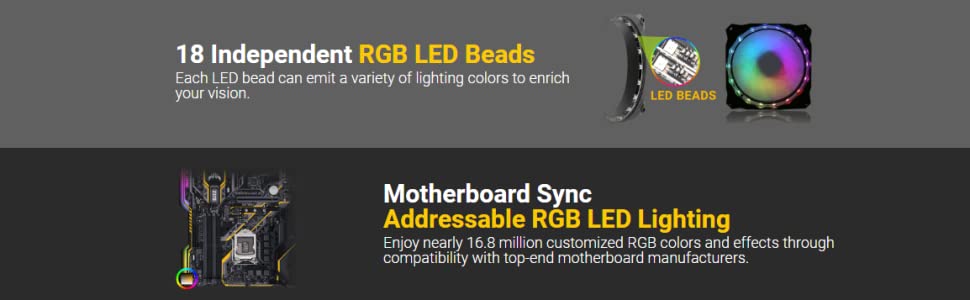 18 Independent RGB LED Beads
Each LED bead can emit a variety of lighting colors to enrich
your vision.
LED BEADS
Motherboard Sync
Addressable RGB LED Lighting
Enjoy nearly 16.8 million customized RGB colors and effects through
compatibility with top-end motherboard manufacturers.